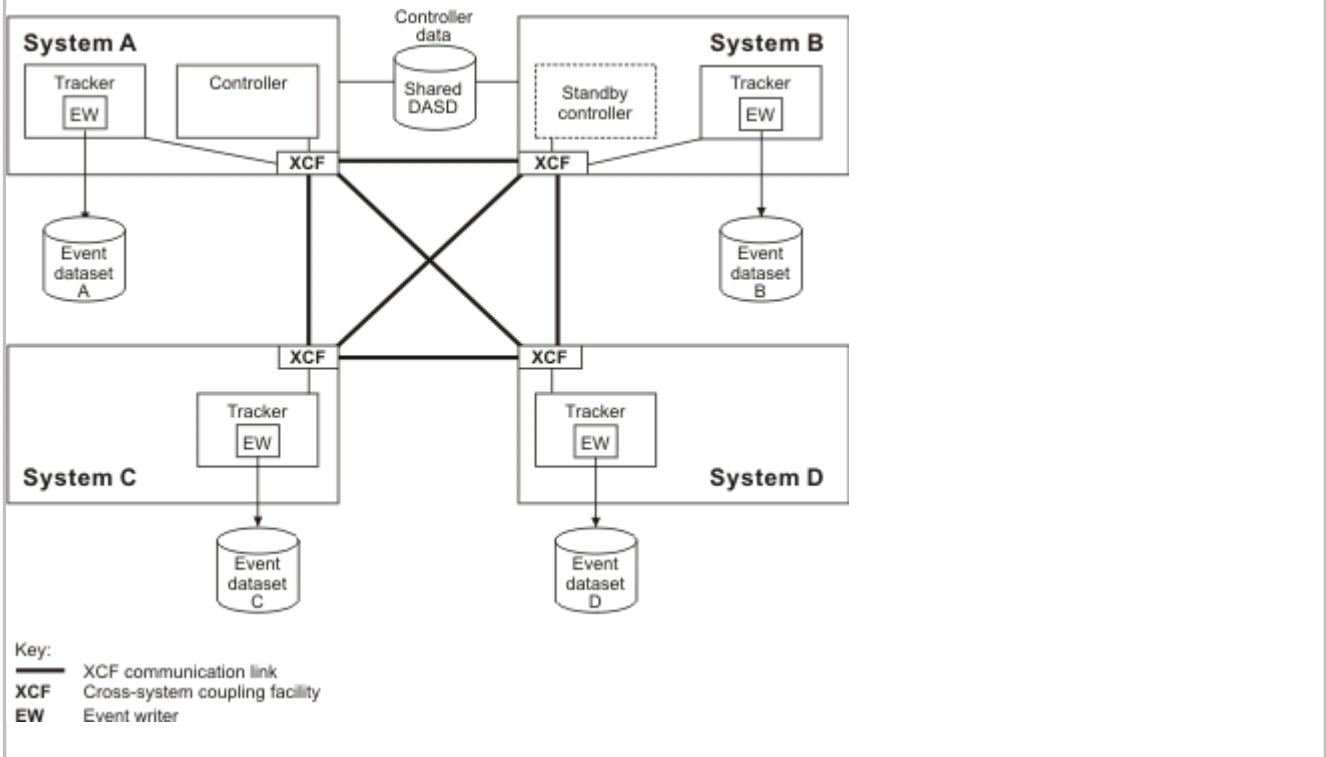 Controller
data
System A
System B
Tracker
EW
Controller
Shared
DASD
Standby
controller
Tracker
EW
XCF
XCF
Event
dataset
A
Event
dataset
B
XCF
XCF
Tracker
EW
Tracker
EW
System C
System D
Event
dataset
C
Event
dataset
D
Key:
XCF communication link
XCF Cross-system coupling facility
EW Event writer